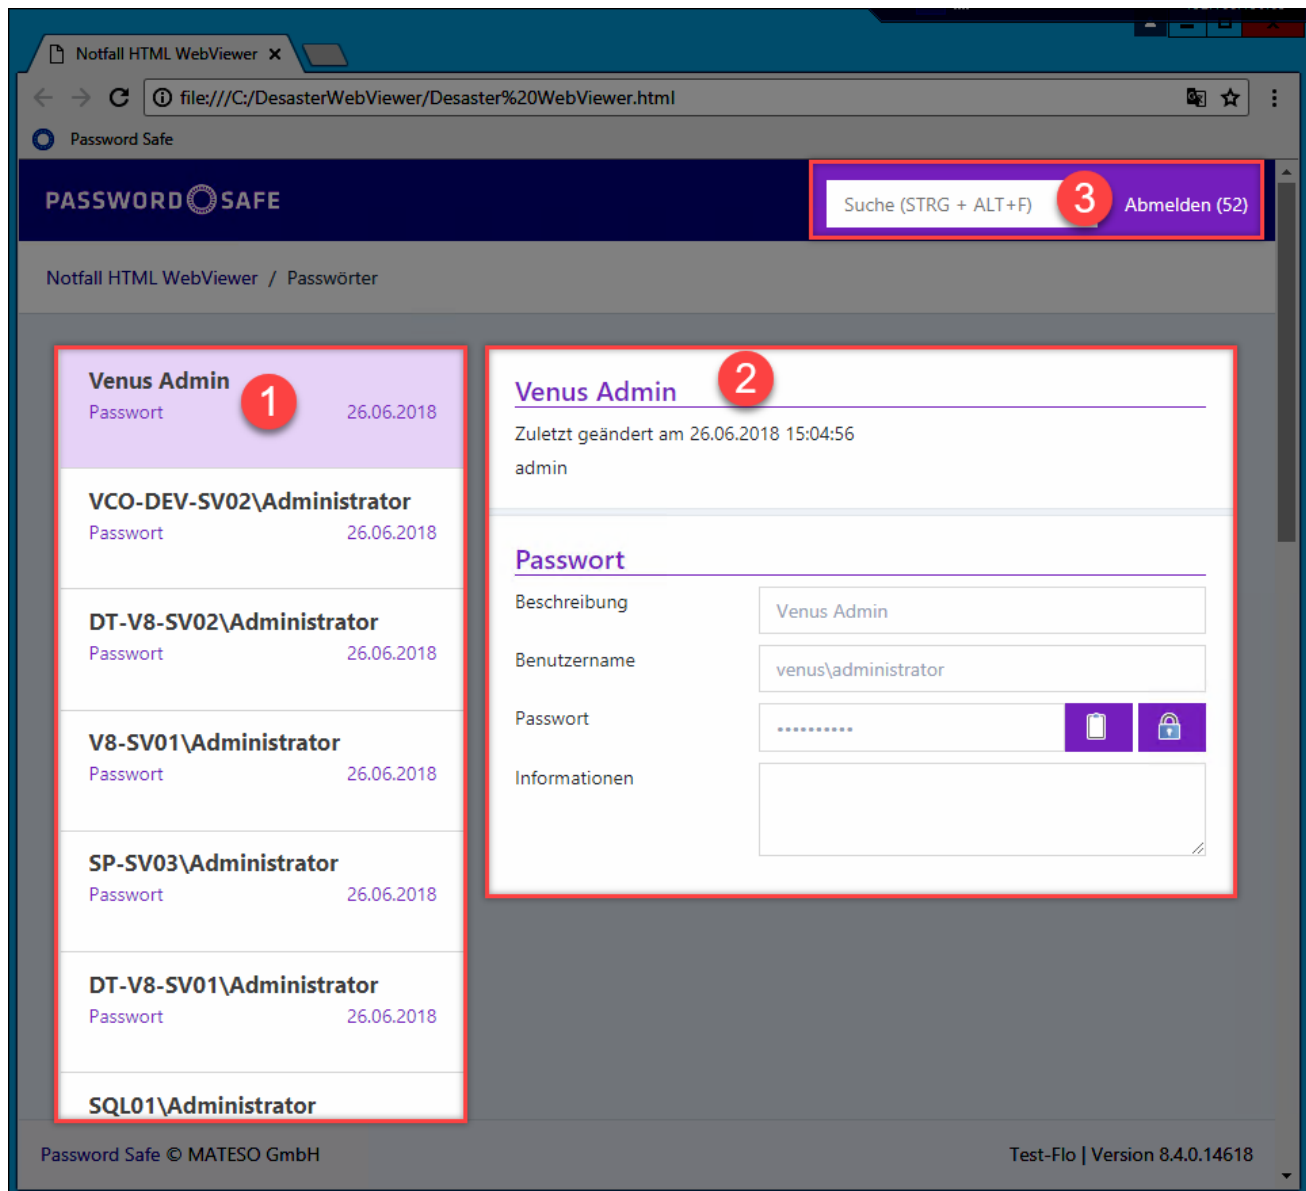 Notfall HTML WebViewer
file:///C:/DesasterWebViewer/Desaster%20WebViewer.html
Password Safe
PASSWORD SAFE
Suche (STRG + ALT+F)
3
Abmelden (52)
Notfall HTML WebViewer / Passwörter
Venus Admin
Passwort 26.06.2018
1
VCO-DEV-SV02\Administrator
Passwort 26.06.2018
DT-V8-SV02\Administrator
Passwort 26.06.2018
V8-SV01\Administrator
Passwort 26.06.2018
SP-SV03\Administrator
Passwort 26.06.2018
DT-V8-SV01\Administrator
Passwort 26.06.2018
SQL01\Administrator
Venus Admin
2
Zuletzt geändert am 26.06.2018 15:04:56
admin
Passwort
Beschreibung Venus Admin
Benutzername venus\administrator
Passwort ••••••••••
Informationen
Password Safe © MATESO GmbH
Test-Flo | Version 8.4.0.14618